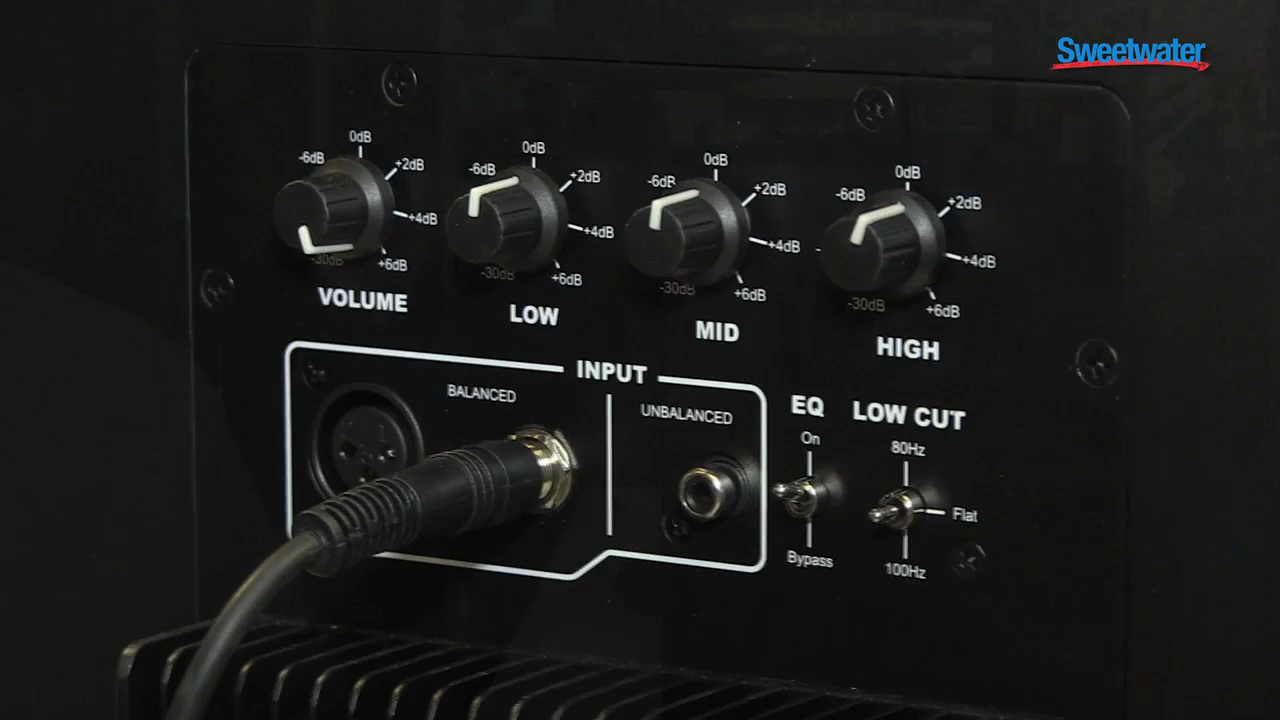 Sweetwater
0dB
-6dB
+2dB
+4dB
-30dB
+6dB
VOLUME
0dB
-6dB
+2dB
+4dB
-30dB
+6dB
LOW
0dB
-6dB
+2dB
+4dB
-30dB
+6dB
MID
0dB
-6dB
+2dB
+4dB
-30dB
+6dB
HIGH
INPUT
BALANCED
UNBALANCED
EQ
On
Bypass
LOW CUT
80Hz
Flat
100Hz